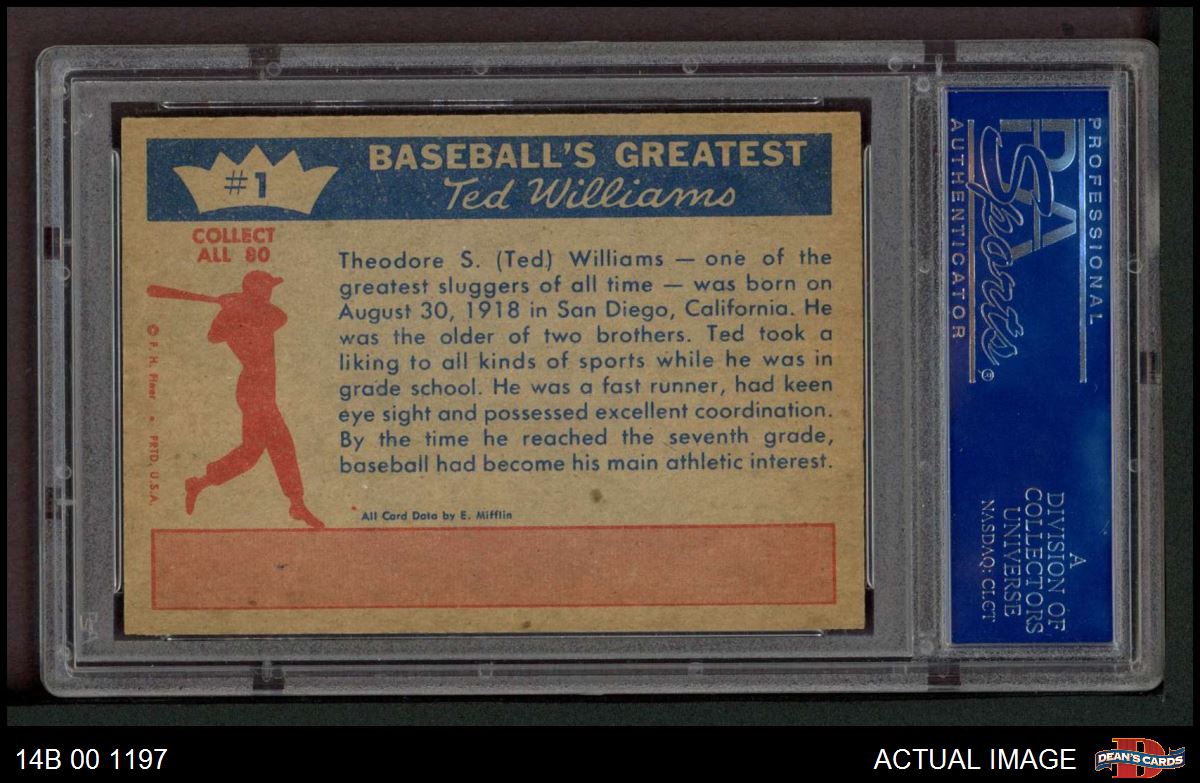 #1
BASEBALL'S GREATEST
Ted Williams
COLLECT
ALL 80
Theodore S. (Ted) Williams — one of the
greatest sluggers of all time — was born on
August 30, 1918 in San Diego, California. He
was the older of two brothers. Ted took a
liking to all kinds of sports while he was in
grade school. He was a fast runner, had keen
eye sight and possessed excellent coordination.
By the time he reached the seventh grade,
baseball had become his main athletic interest.
© F. H. Fleer • PRTD. U.S.A.
All Card Data by E. Mifflin
PROFESSIONAL
PSA
Sports®
AUTHENTICATOR
A
DIVISION OF
COLLECTORS
UNIVERSE
NASDAQ: CLCT
PSA
14B 00 1197
ACTUAL IMAGE
D
DEAN'S CARDS